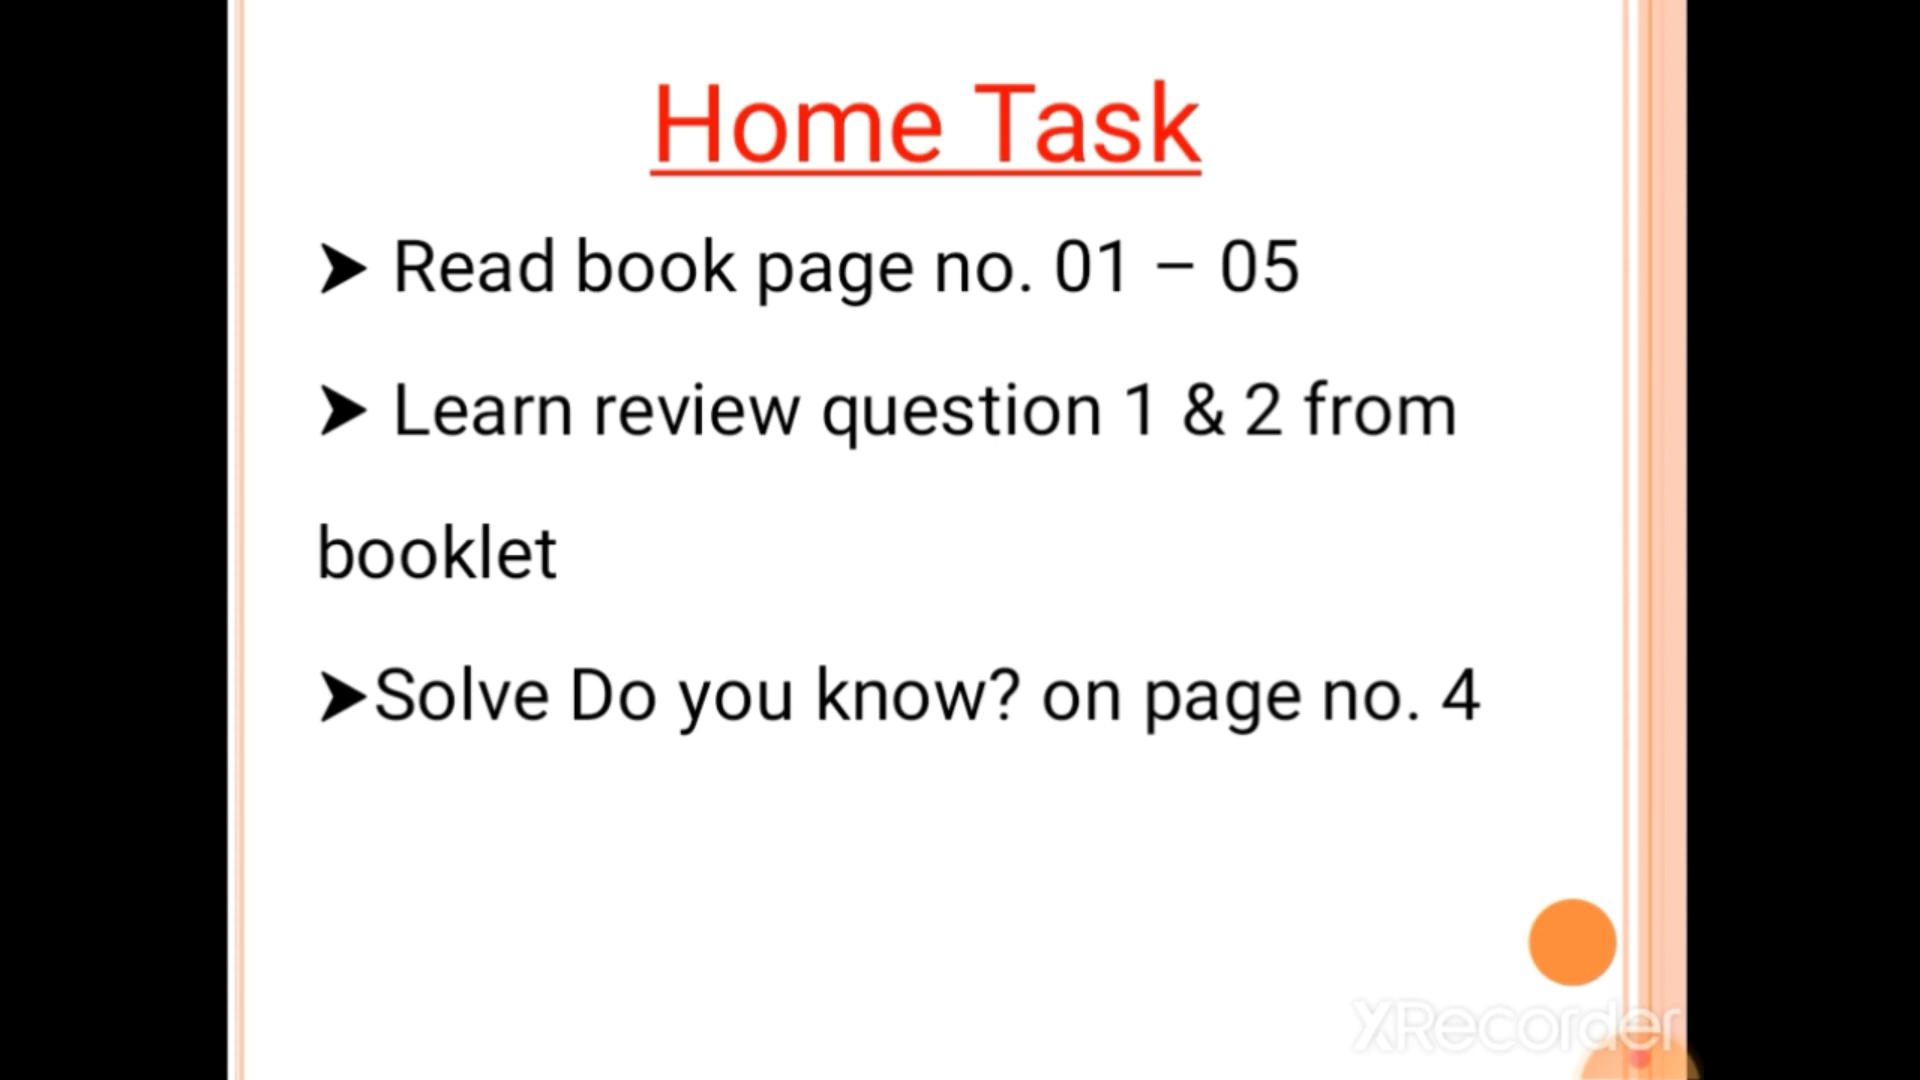 Home Task
➤ Read book page no. 01 – 05
➤ Learn review question 1 & 2 from
booklet
➤Solve Do you know? on page no. 4
XRecorder